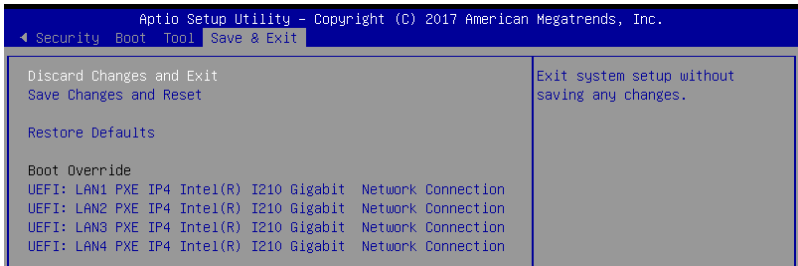 Aptio Setup Utility – Copyright (C) 2017 American Megatrends, Inc.
◄ Security Boot Tool Save & Exit
Discard Changes and Exit
Save Changes and Reset
Restore Defaults
Boot Override
UEFI: LAN1 PXE IP4 Intel(R) I210 Gigabit  Network Connection
UEFI: LAN2 PXE IP4 Intel(R) I210 Gigabit  Network Connection
UEFI: LAN3 PXE IP4 Intel(R) I210 Gigabit  Network Connection
UEFI: LAN4 PXE IP4 Intel(R) I210 Gigabit  Network Connection
Exit system setup without
saving any changes.